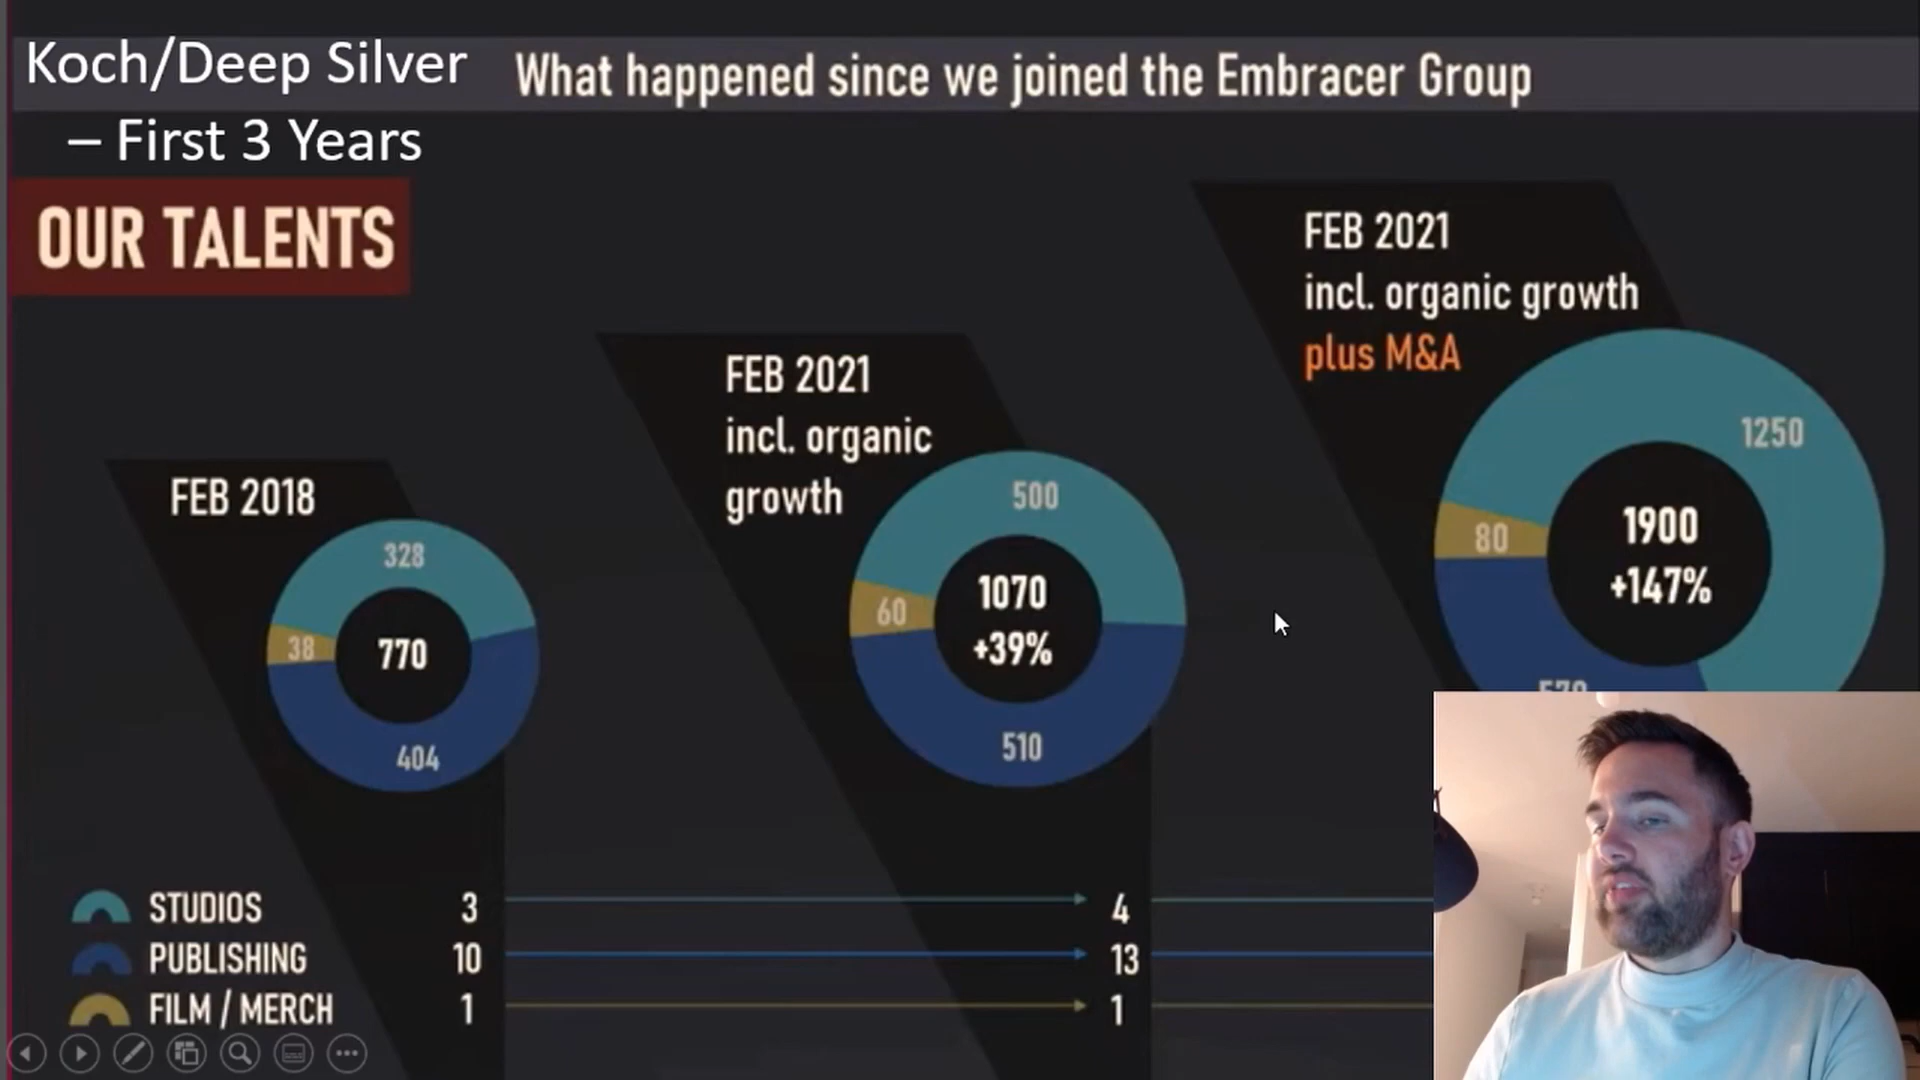 Koch/Deep Silver
– First 3 Years
What happened since we joined the Embracer Group
OUR TALENTS
FEB 2018
328
38
770
404
FEB 2021
incl. organic
growth
500
60
1070
+39%
510
FEB 2021
incl. organic growth
plus M&A
1250
80
1900
+147%
STUDIOS 3 4
PUBLISHING 10 13
FILM / MERCH 1 1